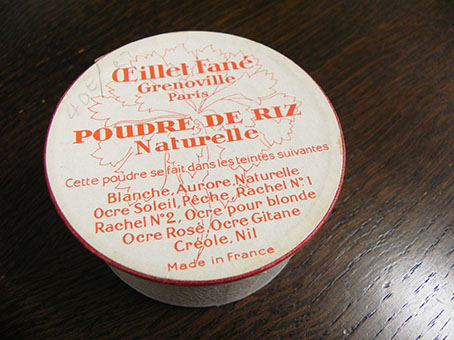 Œillet Fané
Grenoville
Paris
POUDRE DE RIZ
Naturelle
Cette poudre se fait dans les teintes suivantes
Blanche, Aurore, Naturelle
Ocre Soleil, Pêche, Rachel N°1
Rachel N°2, Ocre pour blonde
Ocre Rosé, Ocre Gitane
Créole, Nil
Made in France